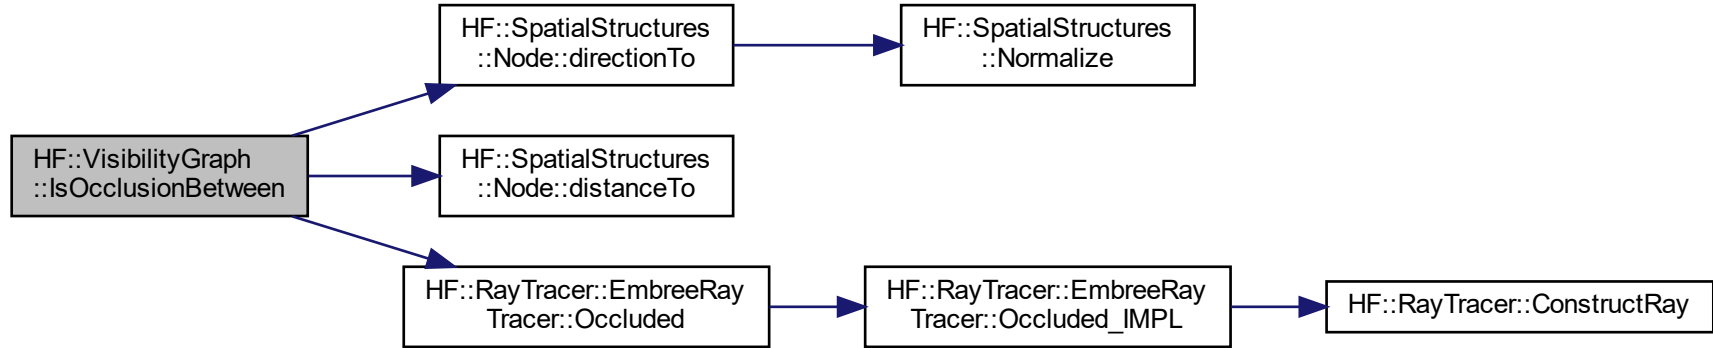 HF::SpatialStructures
::Node::directionTo
HF::SpatialStructures
::Normalize
HF::VisibilityGraph
::IsOcclusionBetween
HF::SpatialStructures
::Node::distanceTo
HF::RayTracer::EmbreeRay
Tracer::Occluded
HF::RayTracer::EmbreeRay
Tracer::Occluded_IMPL
HF::RayTracer::ConstructRay